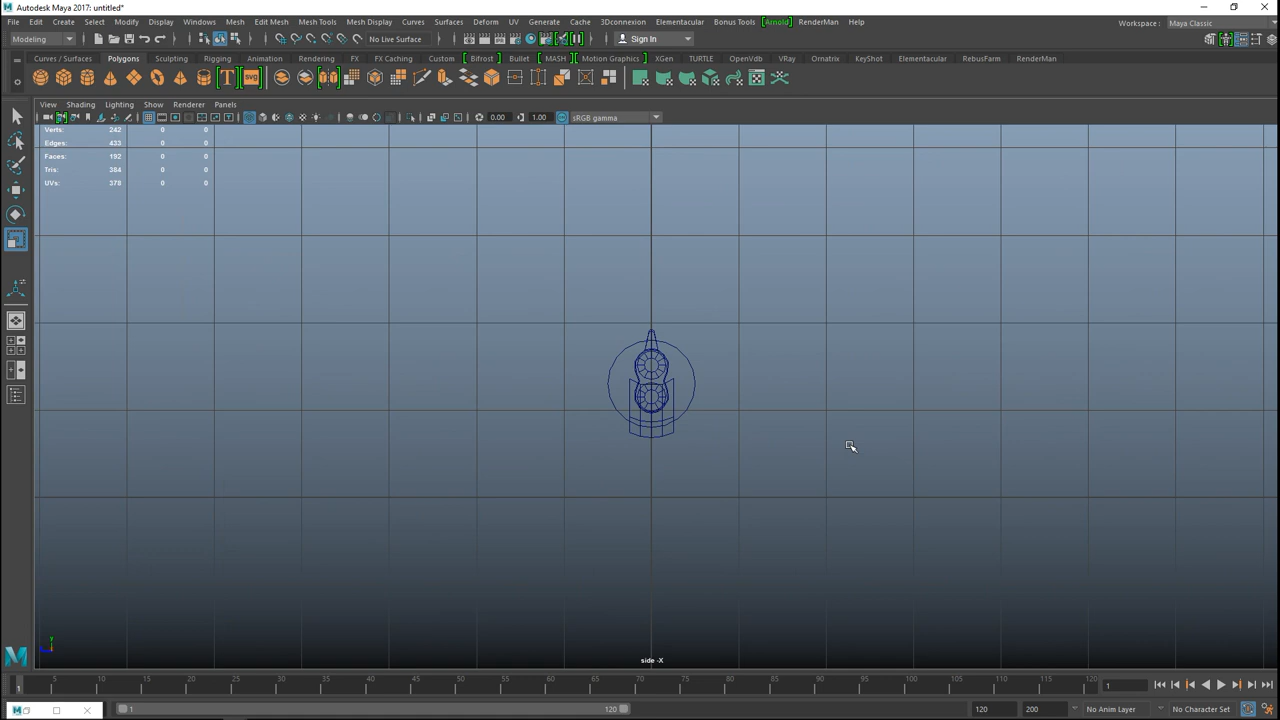 Autodesk Maya 2017: untitled*
File Edit Create Select Modify Display Windows Mesh Edit Mesh Mesh Tools Mesh Display Curves Surfaces Deform UV Generate Cache 3Dconnexion Elementacular Bonus Tools [Arnold] RenderMan Help
Workspace : Maya Classic
Modeling No Live Surface Sign In
Curves / Surfaces Polygons Sculpting Rigging Animation Rendering FX FX Caching Custom Bifrost Bullet MASH Motion Graphics XGen TURTLE OpenVdb VRay Ornatrix KeyShot Elementacular RebusFarm RenderMan
T SVG
View Shading Lighting Show Renderer Panels
0.00 1.00 sRGB gamma
Verts: 242 0 0
Edges: 433 0 0
Faces: 192 0 0
Tris: 384 0 0
UVs: 378 0 0
y
side -X
1 5 10 15 20 25 30 35 40 45 50 55 60 65 70 75 80 85 90 95 100 105 110 115 120 1
1 120 120 200 No Anim Layer No Character Set